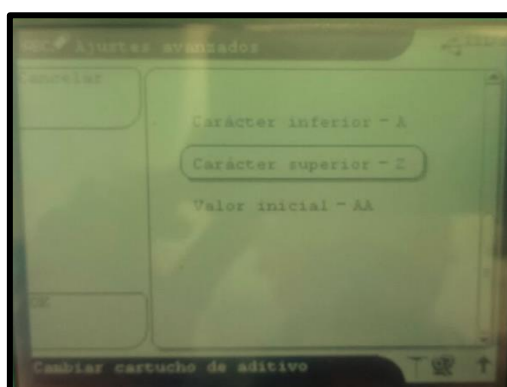 Ajustes avanzados
Cancelar
Carácter inferior - A
Carácter superior - Z
Valor inicial - AA
OK
Cambiar cartucho de aditivo